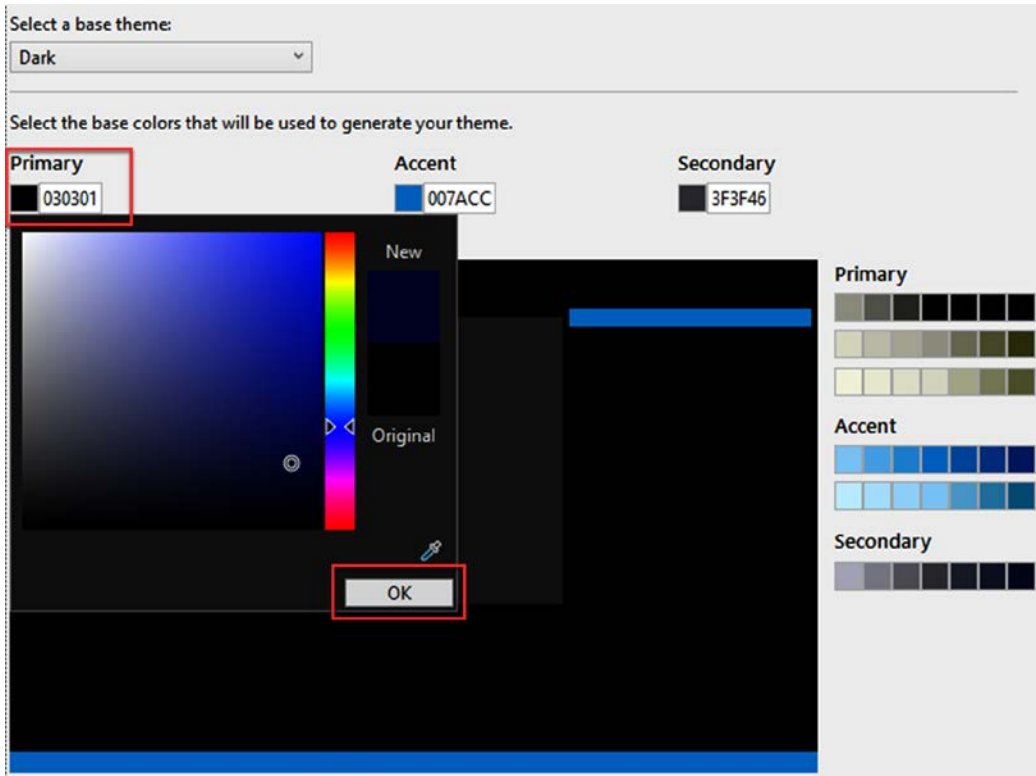 Select a base theme:
Dark
Select the base colors that will be used to generate your theme.
Primary
030301
Accent
007ACC
Secondary
3F3F46
New
Original
OK
Primary
Accent
Secondary